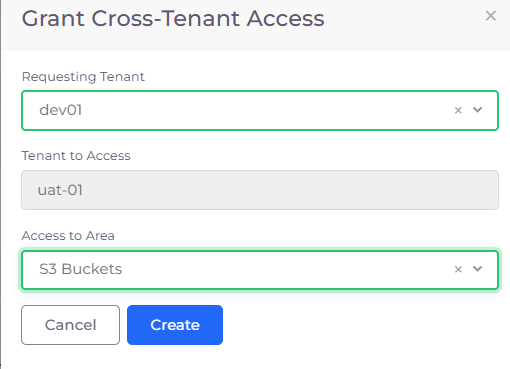 Grant Cross-Tenant Access
Requesting Tenant
dev01
Tenant to Access
uat-01
Access to Area
S3 Buckets
Cancel Create